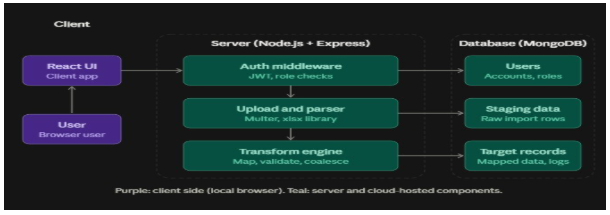 Client
Server (Node.js + Express)
Database (MongoDB)
React UI
Client app
Auth middleware
JWT, role checks
Users
Accounts, roles
User
Browser user
Upload and parser
Multer, xlsx library
Staging data
Raw import rows
Transform engine
Map, validate, coalesce
Target records
Mapped data, logs
Purple: client side (local browser). Teal: server and cloud-hosted components.